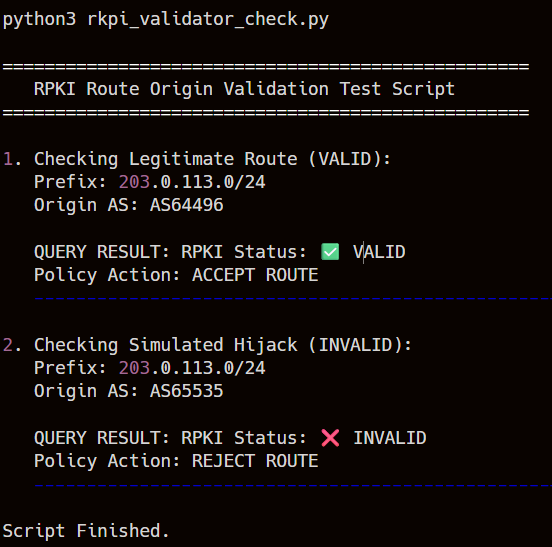 python3 rkpi_validator_check.py
==================================================
RPKI Route Origin Validation Test Script
==================================================
1. Checking Legitimate Route (VALID):
Prefix: 203.0.113.0/24
Origin AS: AS64496
QUERY RESULT: RPKI Status: ✅ VALID
Policy Action: ACCEPT ROUTE
--------------------------------------------------
2. Checking Simulated Hijack (INVALID):
Prefix: 203.0.113.0/24
Origin AS: AS65535
QUERY RESULT: RPKI Status: ❌ INVALID
Policy Action: REJECT ROUTE
--------------------------------------------------
Script Finished.